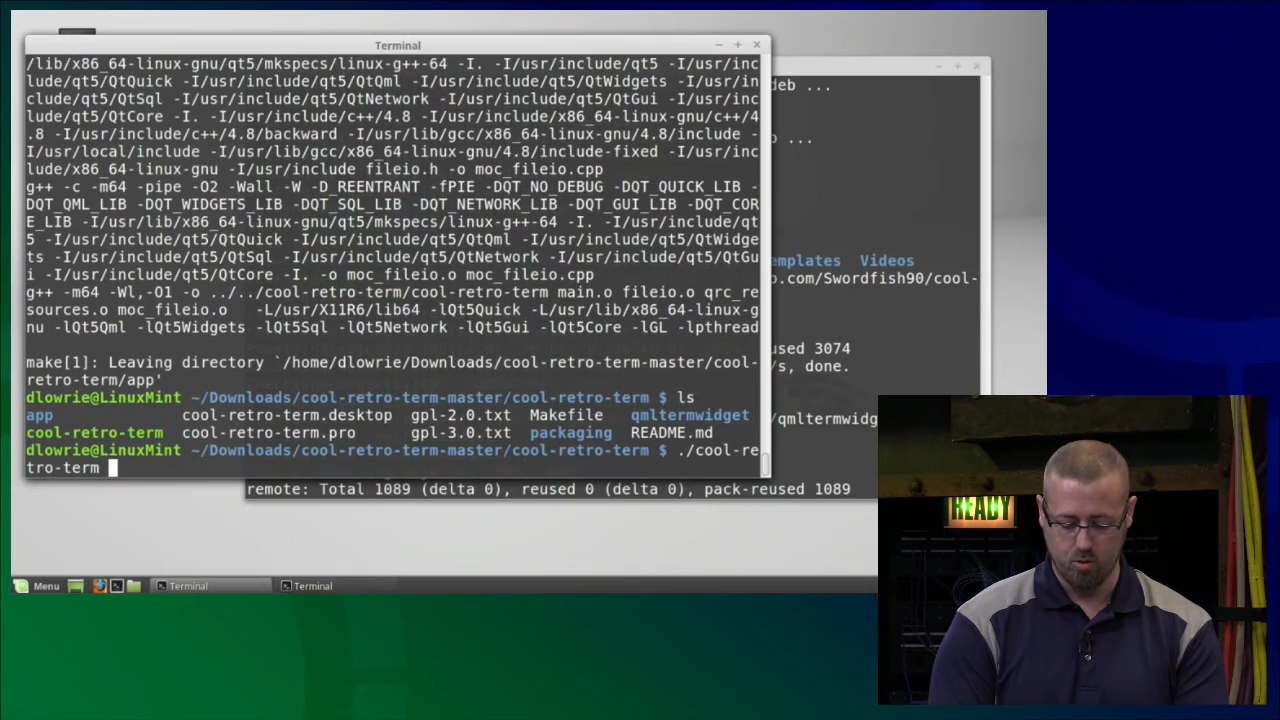 Terminal
/lib/x86_64-linux-gnu/qt5/mkspecs/linux-g++-64 -I. -I/usr/include/qt5 -I/usr/inc
lude/qt5/QtQuick -I/usr/include/qt5/QtQml -I/usr/include/qt5/QtWidgets -I/usr/in
clude/qt5/QtSql -I/usr/include/qt5/QtNetwork -I/usr/include/qt5/QtGui -I/usr/inc
lude/qt5/QtCore -I. -I/usr/include/c++/4.8 -I/usr/include/x86_64-linux-gnu/c++/4
.8 -I/usr/include/c++/4.8/backward -I/usr/lib/gcc/x86_64-linux-gnu/4.8/include -
I/usr/local/include -I/usr/lib/gcc/x86_64-linux-gnu/4.8/include-fixed -I/usr/inc
lude/x86_64-linux-gnu -I/usr/include fileio.h -o moc_fileio.cpp
g++ -c -m64 -pipe -O2 -Wall -W -D_REENTRANT -fPIE -DQT_NO_DEBUG -DQT_QUICK_LIB -
DQT_QML_LIB -DQT_WIDGETS_LIB -DQT_SQL_LIB -DQT_NETWORK_LIB -DQT_GUI_LIB -DQT_COR
E_LIB -I/usr/lib/x86_64-linux-gnu/qt5/mkspecs/linux-g++-64 -I. -I/usr/include/qt
5 -I/usr/include/qt5/QtQuick -I/usr/include/qt5/QtQml -I/usr/include/qt5/QtWidge
ts -I/usr/include/qt5/QtSql -I/usr/include/qt5/QtNetwork -I/usr/include/qt5/QtGu
i -I/usr/include/qt5/QtCore -I. -o moc_fileio.o moc_fileio.cpp
g++ -m64 -Wl,-O1 -o ../../cool-retro-term/cool-retro-term main.o fileio.o qrc_re
sources.o moc_fileio.o -L/usr/X11R6/lib64 -lQt5Quick -L/usr/lib/x86_64-linux-g
nu -lQt5Qml -lQt5Widgets -lQt5Sql -lQt5Network -lQt5Gui -lQt5Core -lGL -lpthread
make[1]: Leaving directory `/home/dlowrie/Downloads/cool-retro-term-master/cool-
retro-term/app'
dlowrie@LinuxMint ~/Downloads/cool-retro-term-master/cool-retro-term $ ls
app cool-retro-term.desktop gpl-2.0.txt Makefile qmltermwidget
cool-retro-term cool-retro-term.pro gpl-3.0.txt packaging README.md
dlowrie@LinuxMint ~/Downloads/cool-retro-term-master/cool-retro-term $ ./cool-re
tro-term
deb ...
b ...
emplates Videos
b.com/Swordfish90/cool-
used 3074
/s, done.
/qmltermwidg
remote: Total 1089 (delta 0), reused 0 (delta 0), pack-reused 1089
Menu
Terminal
Terminal
READY